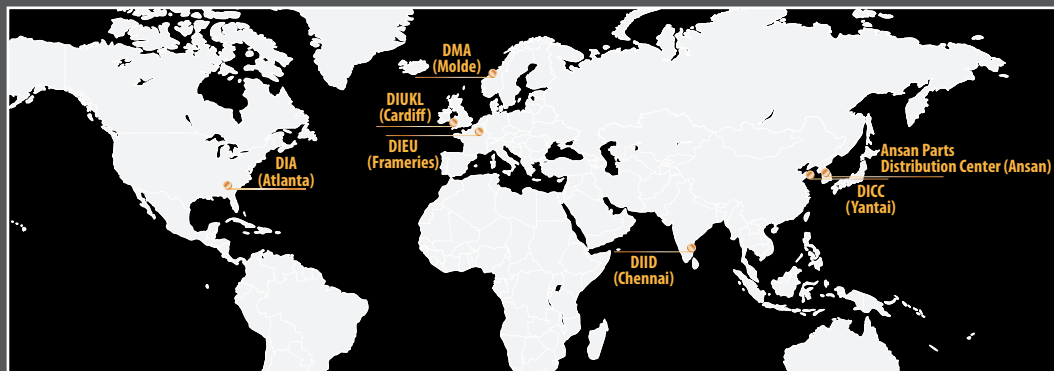 DMA
(Molde)
DIUKL
(Cardiff)
DIEU
(Frameries)
DIA
(Atlanta)
Ansan Parts
Distribution Center (Ansan)
DICC
(Yantai)
DIID
(Chennai)